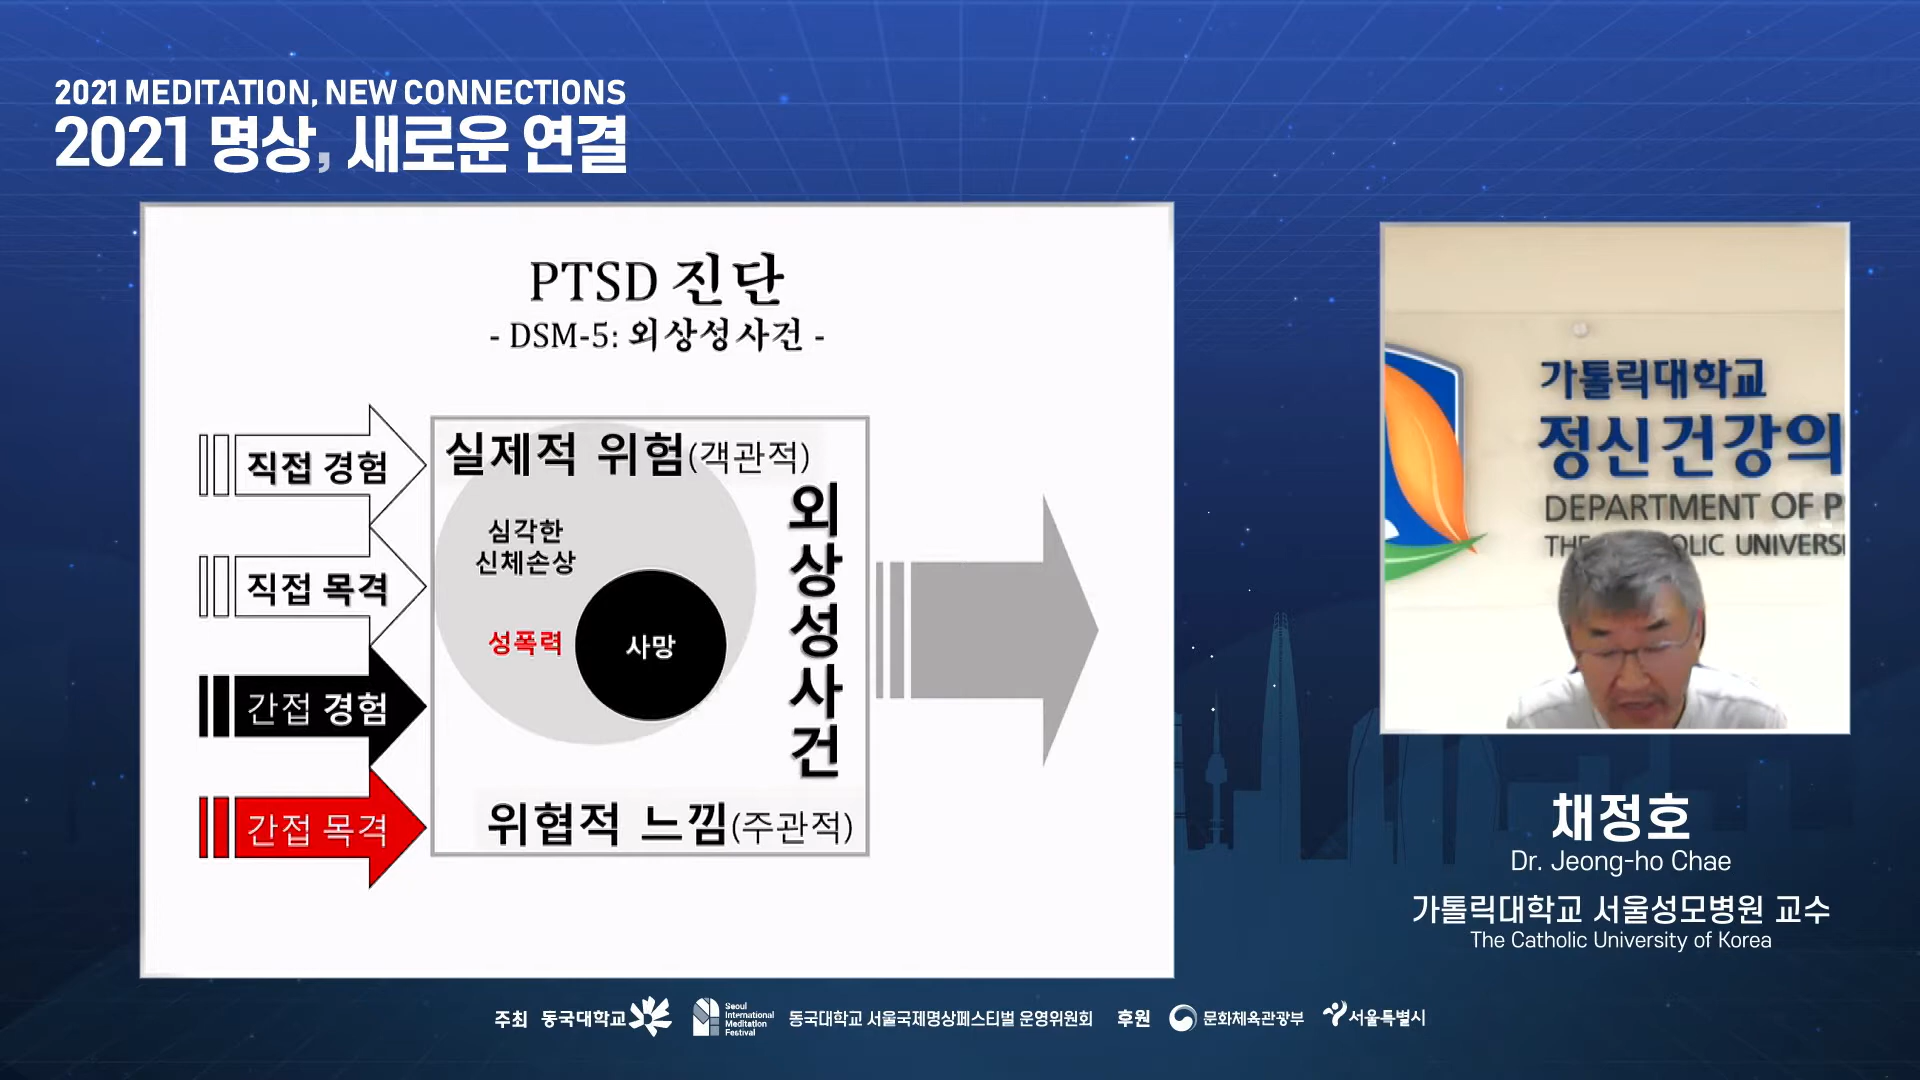 2021 MEDITATION, NEW CONNECTIONS
2021 명상, 새로운 연결
PTSD 진단
- DSM-5: 외상성사건 -
직접 경험
직접 목격
간접 경험
간접 목격
실제적 위험(객관적)
심각한
신체손상
성폭력
사망
외상성사건
위협적 느낌(주관적)
가톨릭대학교
정신건강의
DEPARTMENT OF P
채정호
Dr. Jeong-ho Chae
가톨릭대학교 서울성모병원 교수
The Catholic University of Korea
주최 동국대학교
Seoul
International
Meditation
Festival
동국대학교 서울국제명상페스티벌 운영위원회
후원 문화체육관광부 서울특별시